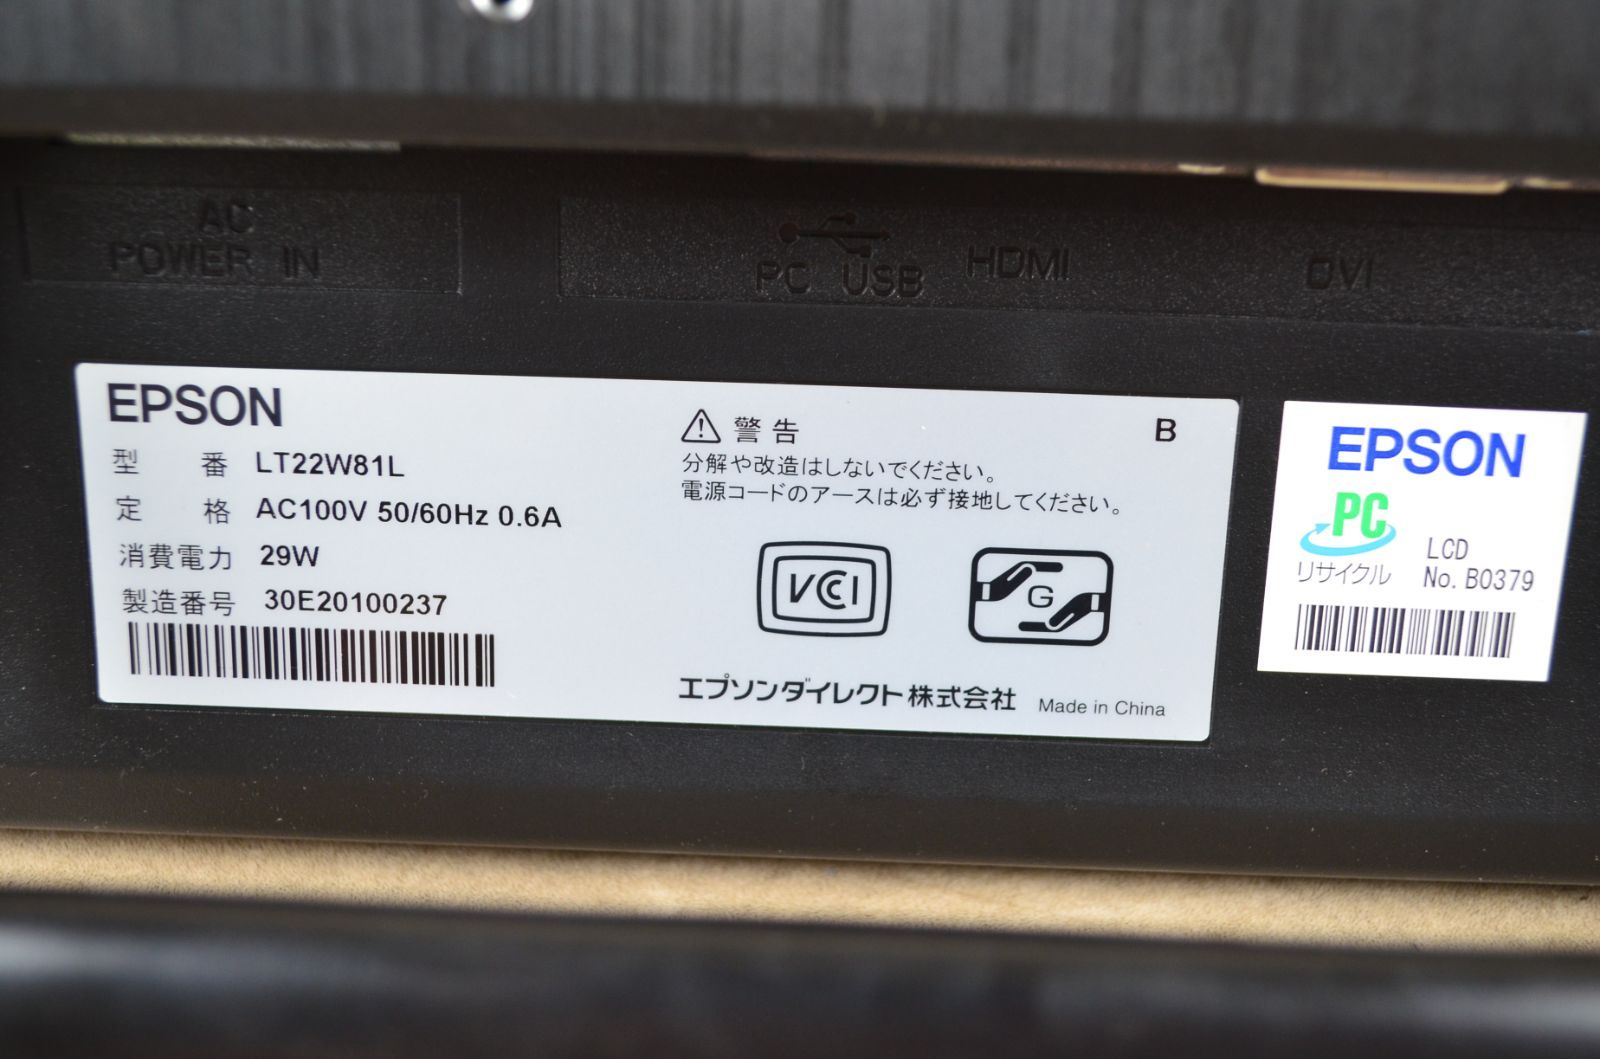 AC
POWER IN
PC USB
HDMI
DVI
EPSON
型 番 LT22W81L
定 格 AC100V 50/60Hz 0.6A
消費電力 29W
製造番号 30E20100237
警告
B
分解や改造はしないでください。
電源コードのアースは必ず接地してください。
VCCI
G
エプソンダイレクト株式会社 Made in China
EPSON
PC
リサイクル
LCD
No. B0379